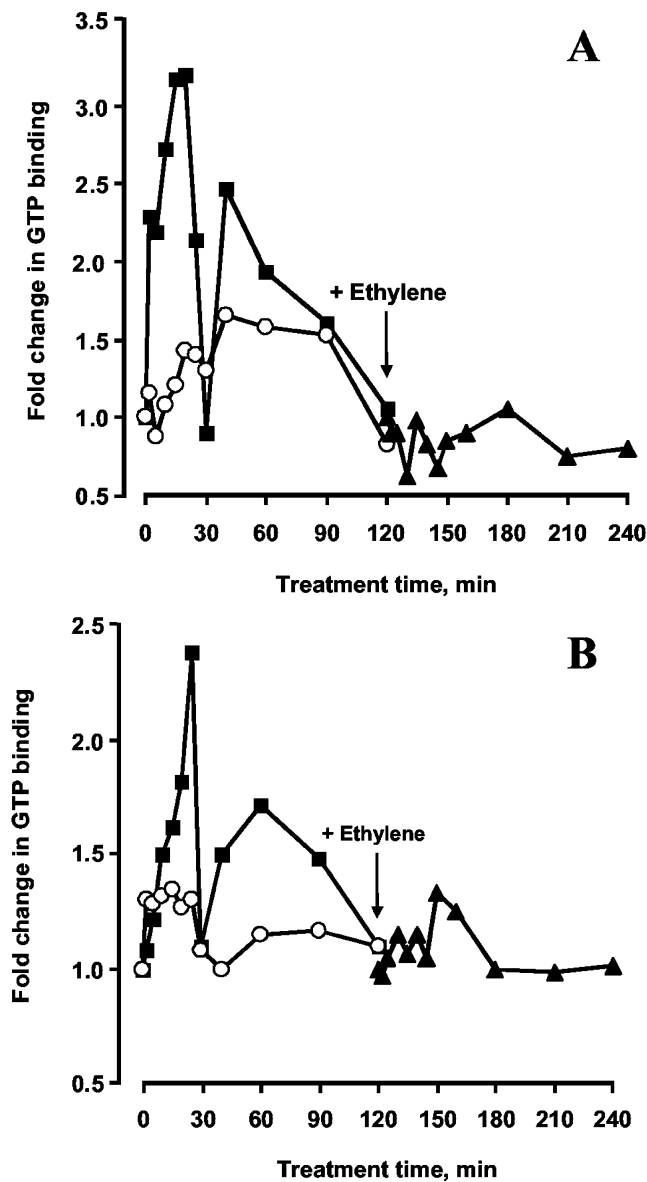 A
Fold change in GTP binding
3.5
3.0
2.5
2.0
1.5
1.0
0.5
+ Ethylene
0 30 60 90 120 150 180 210 240
Treatment time, min
B
Fold change in GTP binding
2.5
2.0
1.5
1.0
0.5
+ Ethylene
0 30 60 90 120 150 180 210 240
Treatment time, min